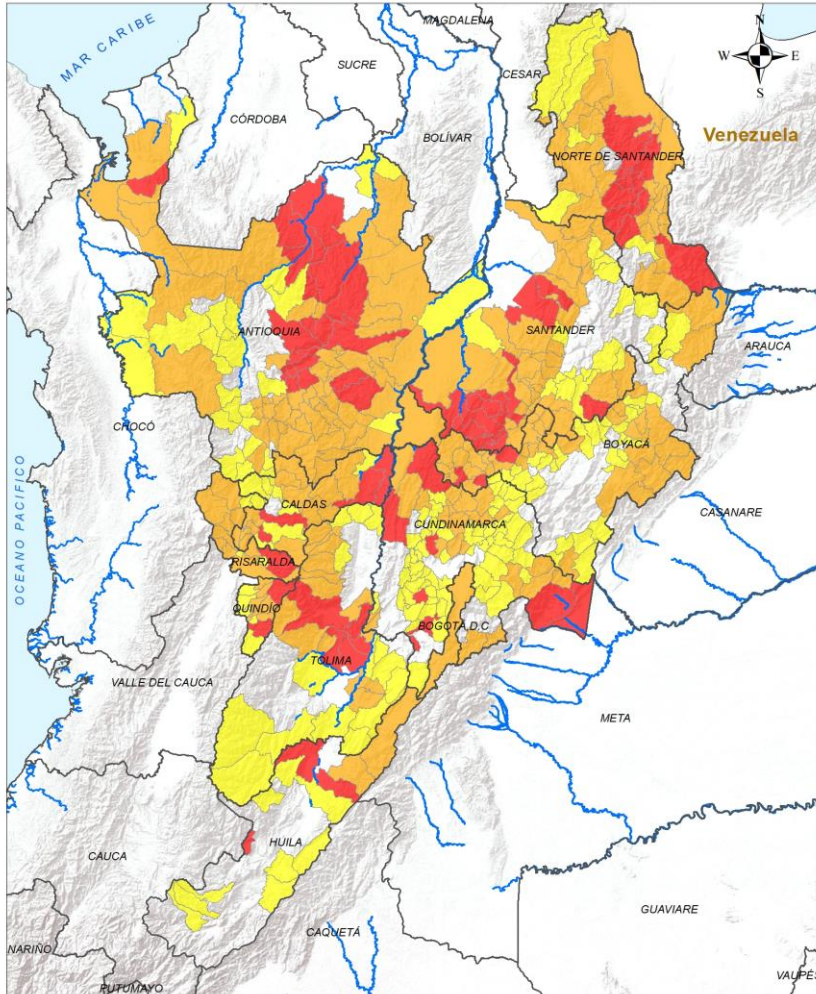 MAR CARIBE
MAGDALENA
N
W E
S
SUCRE
CESAR
CÓRDOBA
BOLÍVAR
Venezuela
NORTE DE SANTANDER
ANTIOQUIA
SANTANDER
ARAUCA
CHOCÓ
BOYACÁ
OCEANO PACIFICO
CALDAS
CUNDINAMARCA
CASANARE
RISARALDA
QUINDÍO
BOGOTÁ, D.C
TOLIMA
VALLE DEL CAUCA
META
HUILA
CAUCA
GUAVIARE
CAQUETÁ
NARIÑO
PUTUMAYO
VAUPÉS